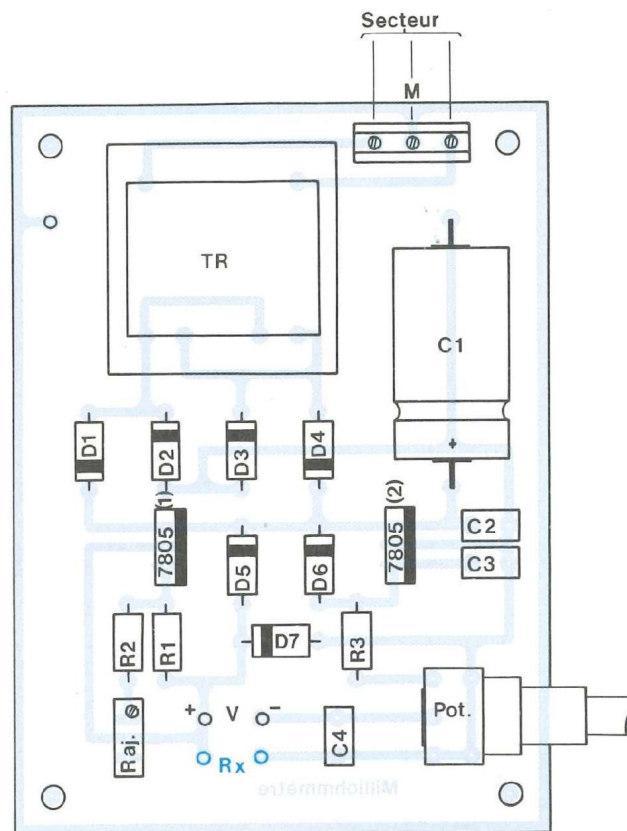 Secteur
M
TR
C1
+
D1
D2
D3
D4
7805 (1)
7805 (2)
C2
C3
D5
D6
D7
R2
R1
R3
Raj.
+ V -
Rx
C4
Pot.
Milliohmmètre